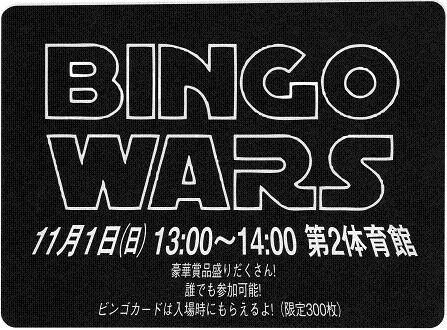 BINGO
WARS
11月1日(日) 13:00～14:00 第2体育館
豪華賞品盛りだくさん!
誰でも参加可能!
ビンゴカードは入場時にもらえるよ! (限定300枚)